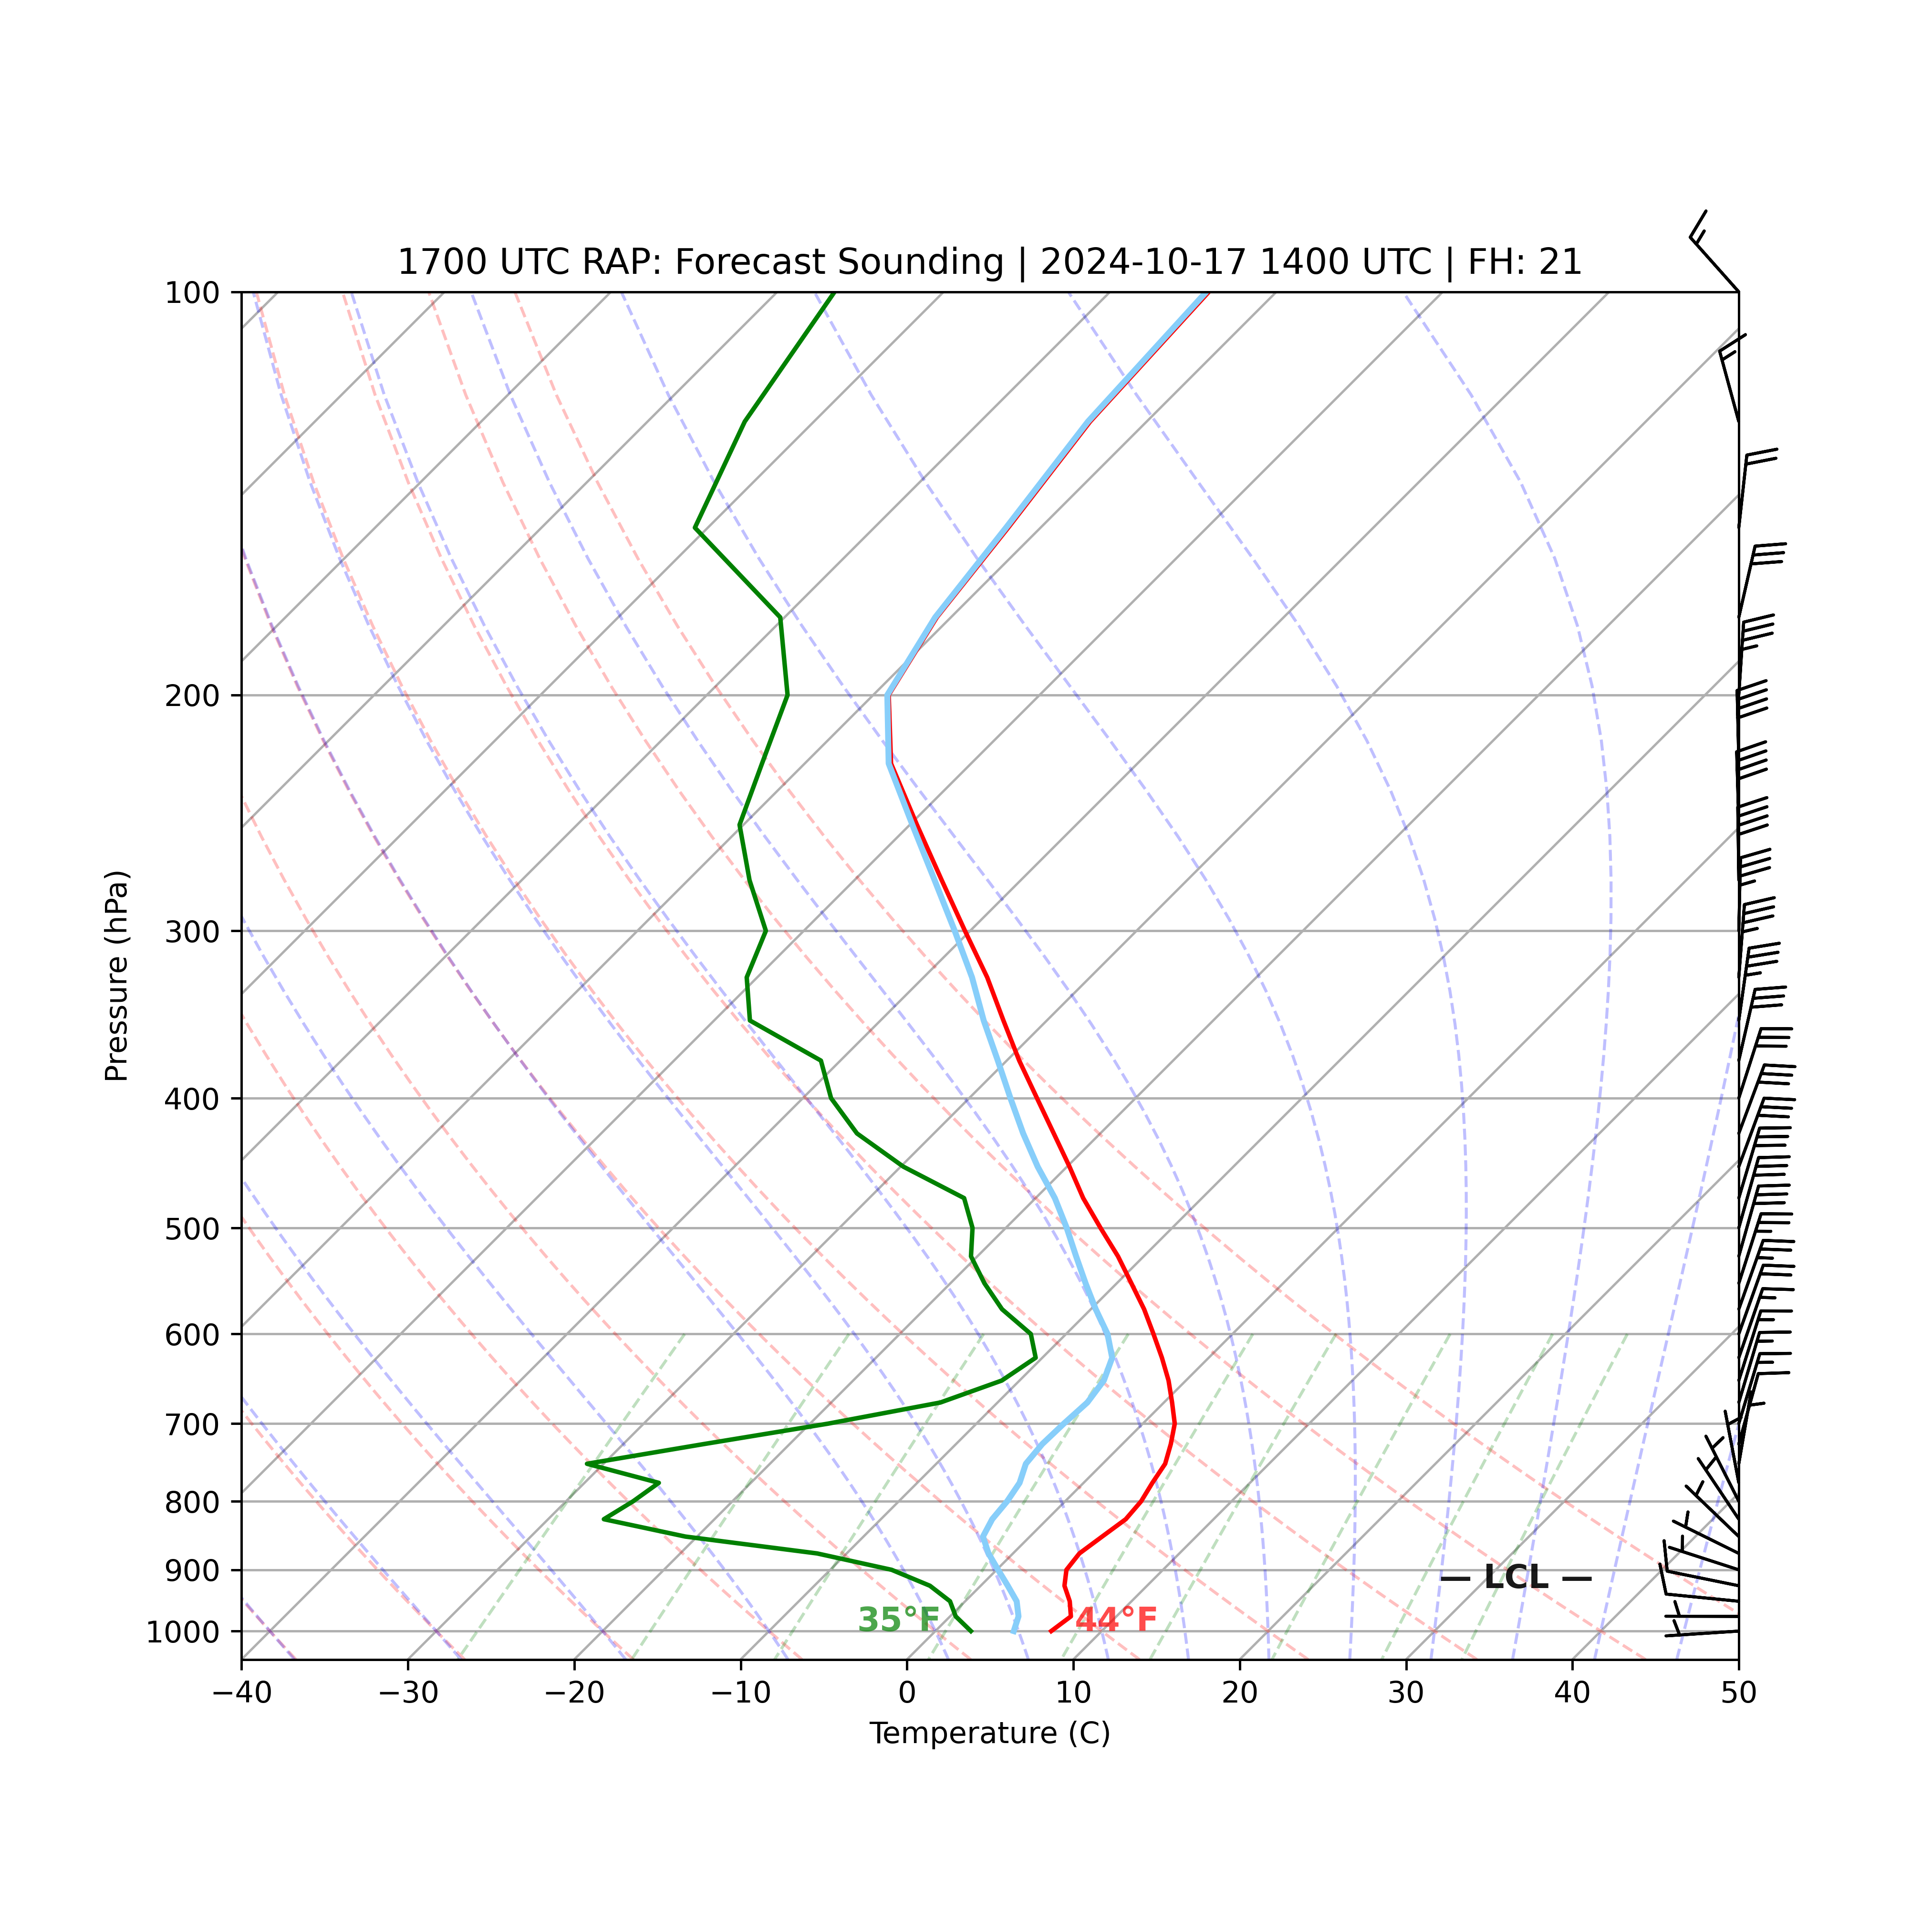 1700 UTC RAP: Forecast Sounding | 2024-10-17 1400 UTC | FH: 21
100
200
300
400
500
600
700
800
900
1000
Pressure (hPa)
— LCL —
35°F
44°F
−40 −30 −20 −10 0 10 20 30 40 50
Temperature (C)